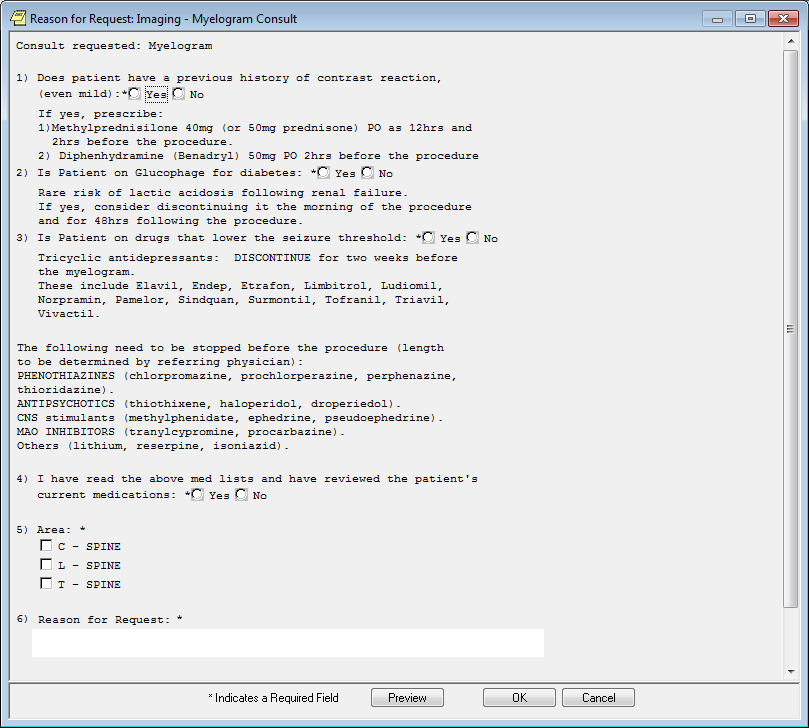 Reason for Request: Imaging - Myelogram Consult
Consult requested: Myelogram
1) Does patient have a previous history of contrast reaction,
(even mild):* Yes No
If yes, prescribe:
1)Methylprednisilone 40mg (or 50mg prednisone) PO as 12hrs and
2hrs before the procedure.
2) Diphenhydramine (Benadryl) 50mg PO 2hrs before the procedure
2) Is Patient on Glucophage for diabetes: * Yes No
Rare risk of lactic acidosis following renal failure.
If yes, consider discontinuing it the morning of the procedure
and for 48hrs following the procedure.
3) Is Patient on drugs that lower the seizure threshold: * Yes No
Tricyclic antidepressants: DISCONTINUE for two weeks before
the myelogram.
These include Elavil, Endep, Etrafon, Limbitrol, Ludiomil,
Norpramin, Pamelor, Sindquan, Surmontil, Tofranil, Triavil,
Vivactil.
The following need to be stopped before the procedure (length
to be determined by referring physician):
PHENOTHIAZINES (chlorpromazine, prochlorperazine, perphenazine,
thioridazine).
ANTIPSYCHOTICS (thiothixene, haloperidol, droperiedol).
CNS stimulants (methylphenidate, ephedrine, pseudoephedrine).
MAO INHIBITORS (tranylcypromine, procarbazine).
Others (lithium, reserpine, isoniazid).
4) I have read the above med lists and have reviewed the patient's
current medications: * Yes No
5) Area: *
C - SPINE
L - SPINE
T - SPINE
6) Reason for Request: *
* Indicates a Required Field Preview OK Cancel